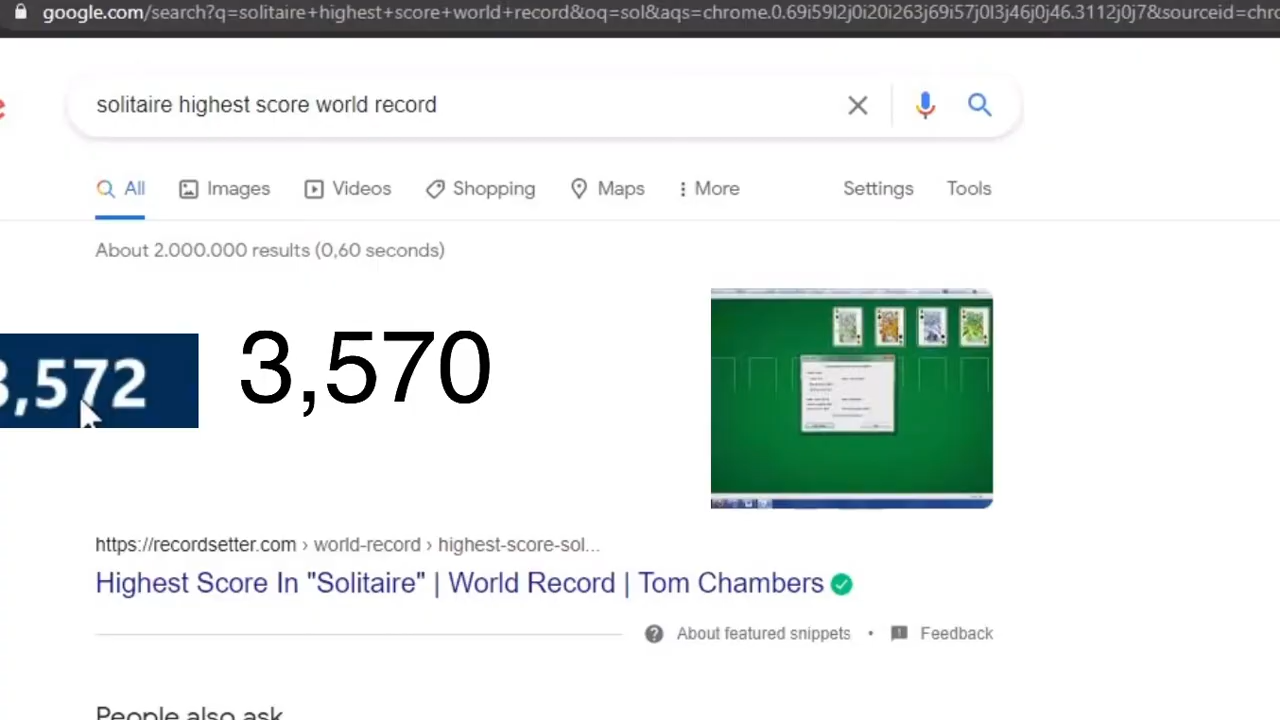 google.com/search?q=solitaire+highest+score+world+record&oq=sol&aqs=chrome.0.69i59l2j0i20i263j69i57j0l3j46j0j46.3112j0j7&sourceid=chro
solitaire highest score world record
All Images Videos Shopping Maps More Settings Tools
About 2.000.000 results (0,60 seconds)
3,572 3,570
https://recordsetter.com › world-record › highest-score-sol...
Highest Score In "Solitaire" | World Record | Tom Chambers
About featured snippets • Feedback
People also ask